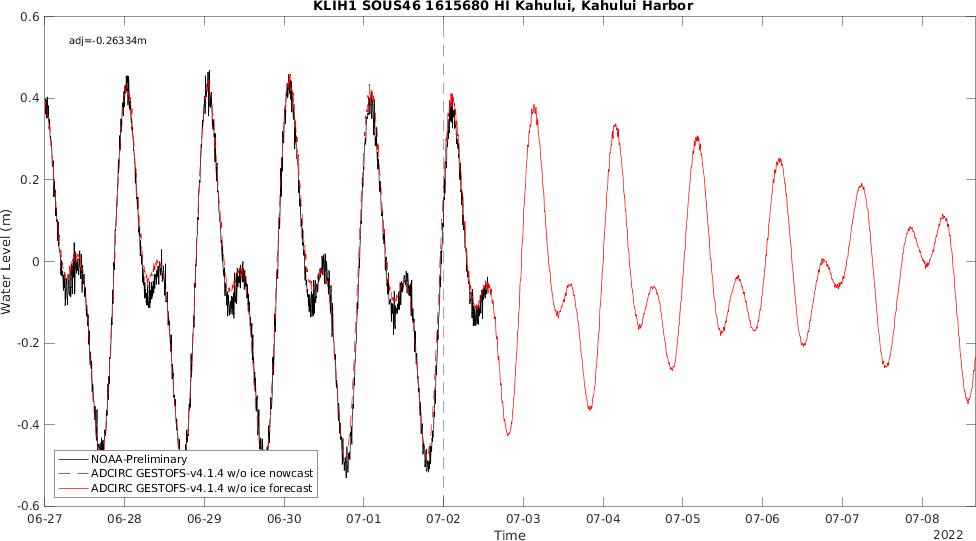 KLIH1 SOUS46 1615680 HI Kahului, Kahului Harbor
0.6
adj=-0.26334m
0.4
0.2
0
-0.2
-0.4
-0.6
Water Level (m)
NOAA-Preliminary
ADCIRC GESTOFS-v4.1.4 w/o ice nowcast
ADCIRC GESTOFS-v4.1.4 w/o ice forecast
06-27 06-28 06-29 06-30 07-01 07-02 07-03 07-04 07-05 07-06 07-07 07-08
Time
2022